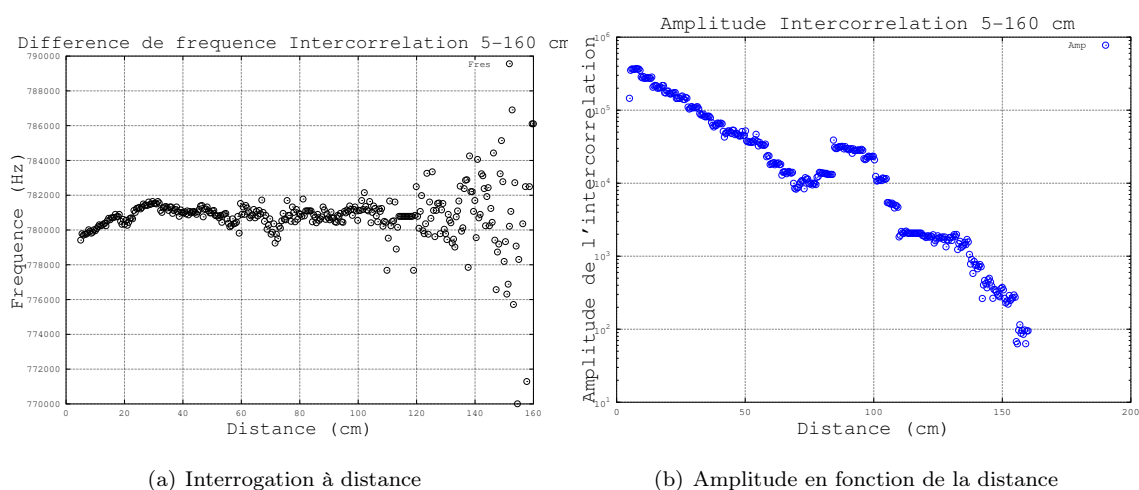 Difference de frequence Intercorrelation 5-160 cm
Fres
790000
788000
786000
784000
782000
780000
778000
776000
774000
772000
770000
Frequence (Hz)
0 20 40 60 80 100 120 140 160
Distance (cm)
(a) Interrogation à distance
Amplitude Intercorrelation 5-160 cm
Amp
10^6
10^5
10^4
10^3
10^2
10^1
Amplitude de l'intercorrelation
0 50 100 150 200
Distance (cm)
(b) Amplitude en fonction de la distance